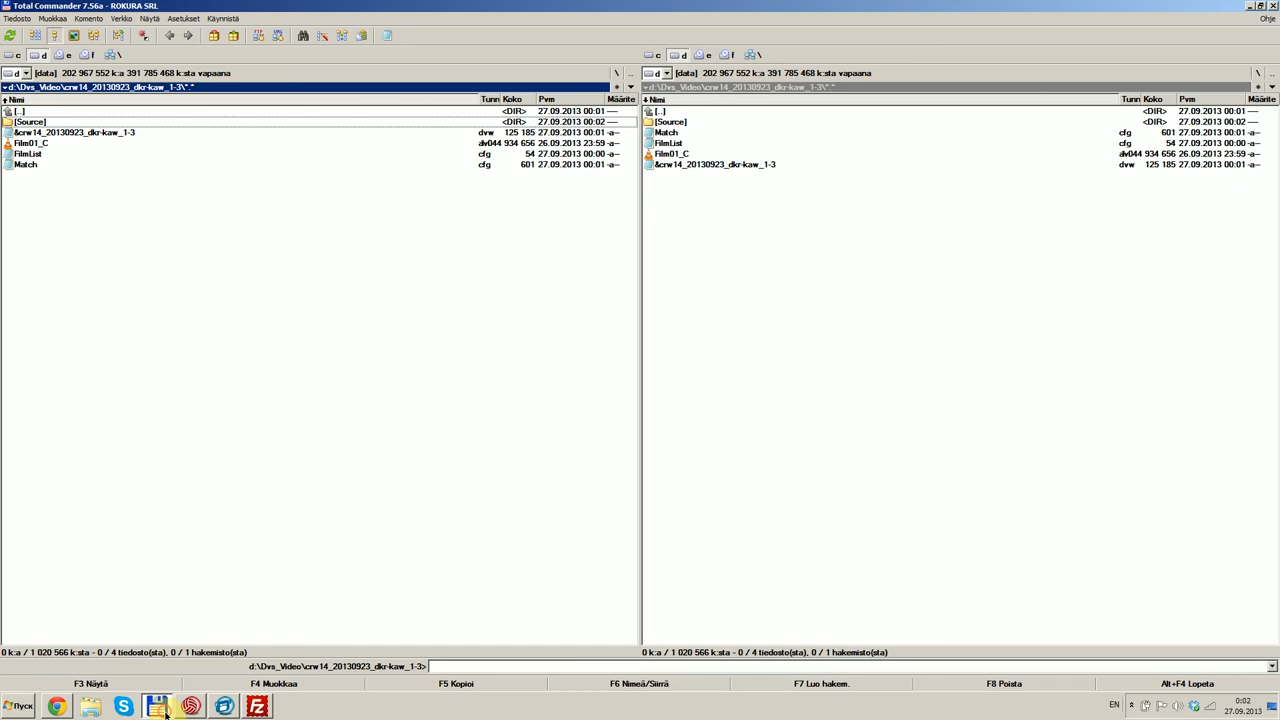 Total Commander 7.56a - ROKURA SRL
Tiedosto Muokkaa Komento Verkko Näytä Asetukset Käynnistä Ohje
c d e f \ c d e f \
d [data] 202 967 552 k:a 391 785 468 k:sta vapaana \ .. d [data] 202 967 552 k:a 391 785 468 k:sta vapaana \ ..
d:\Dvs_Video\crw14_20130923_dkr-kaw_1-3\*.* d:\Dvs_Video\crw14_20130923_dkr-kaw_1-3\*.*
Nimi Tunn Koko Pvm Määrite Nimi Tunn Koko Pvm Määrite
[..] <DIR> 27.09.2013 00:01 ---- [..] <DIR> 27.09.2013 00:01 ----
[Source] <DIR> 27.09.2013 00:02 ---- [Source] <DIR> 27.09.2013 00:02 ----
&crw14_20130923_dkr-kaw_1-3 dvw 125 185 27.09.2013 00:01 -a-- Match cfg 601 27.09.2013 00:01 -a--
Film01_C 044 934 656 26.09.2013 23:59 -a-- FilmList cfg 54 27.09.2013 00:00 -a--
FilmList cfg 54 27.09.2013 00:00 -a-- Film01_C 044 934 656 26.09.2013 23:59 -a--
Match cfg 601 27.09.2013 00:01 -a-- &crw14_20130923_dkr-kaw_1-3 dvw 125 185 27.09.2013 00:01 -a--
0 k:a / 1 020 566 k:sta - 0 / 4 tiedosto(sta), 0 / 1 hakemisto(sta) 0 k:a / 1 020 566 k:sta - 0 / 4 tiedosto(sta), 0 / 1 hakemisto(sta)
d:\Dvs_Video\crw14_20130923_dkr-kaw_1-3>
F3 Näytä F4 Muokkaa F5 Kopioi F6 Nimeä/Siirrä F7 Luo hakem. F8 Poista Alt+F4 Lopeta
Пуск EN 0:02
27.09.2013